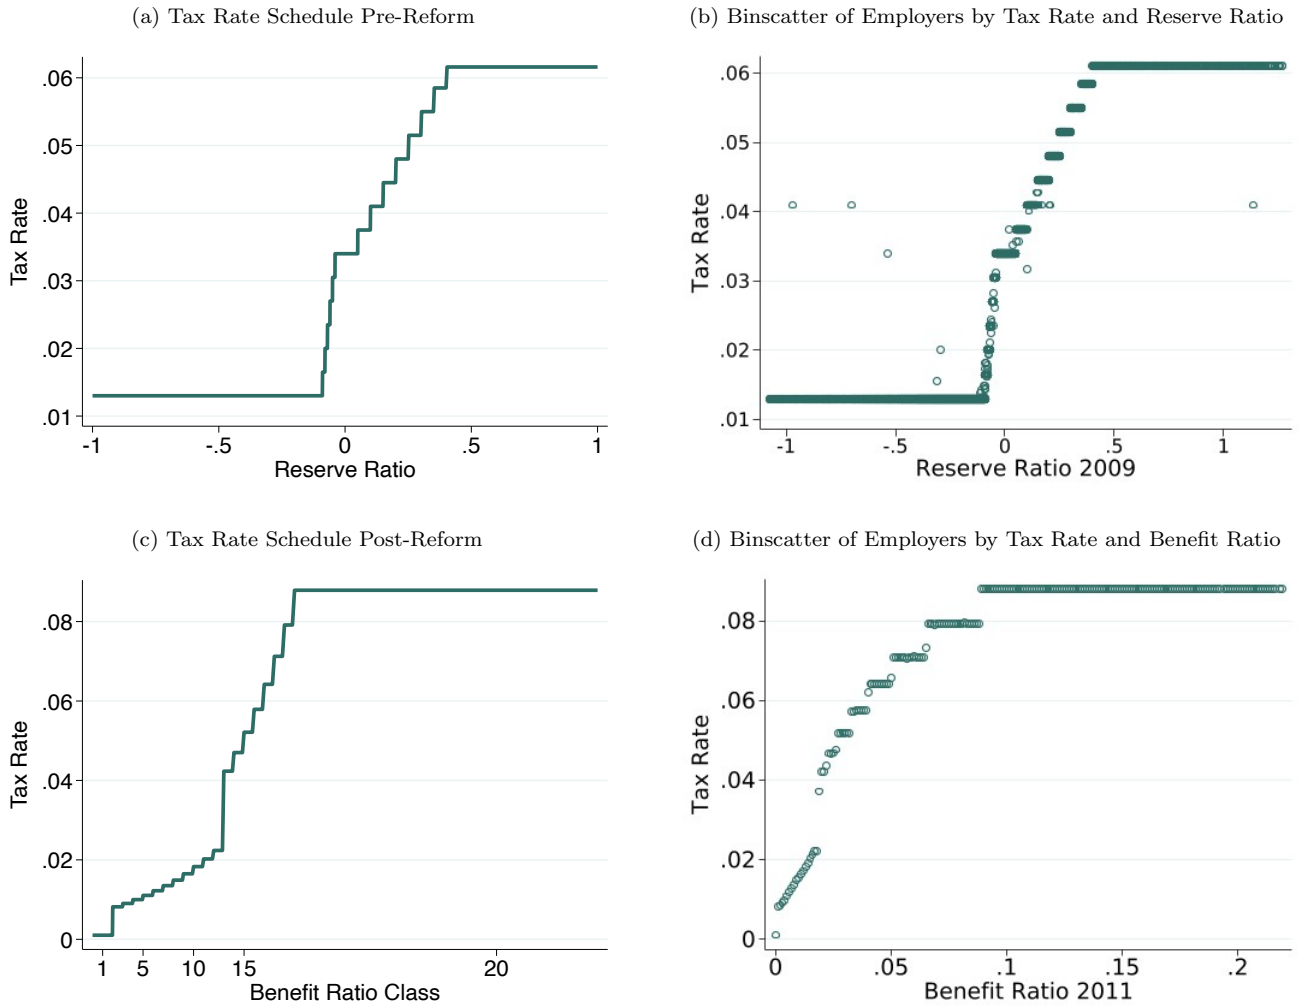 (a) Tax Rate Schedule Pre-Reform
.06
.05
.04
.03
.02
.01
Tax Rate
-1 -.5 0 .5 1
Reserve Ratio
(b) Binscatter of Employers by Tax Rate and Reserve Ratio
.06
.05
.04
.03
.02
.01
Tax Rate
-1 -.5 0 .5 1
Reserve Ratio 2009
(c) Tax Rate Schedule Post-Reform
.08
.06
.04
.02
0
Tax Rate
1 5 10 15 20
Benefit Ratio Class
(d) Binscatter of Employers by Tax Rate and Benefit Ratio
.08
.06
.04
.02
0
Tax Rate
0 .05 .1 .15 .2
Benefit Ratio 2011